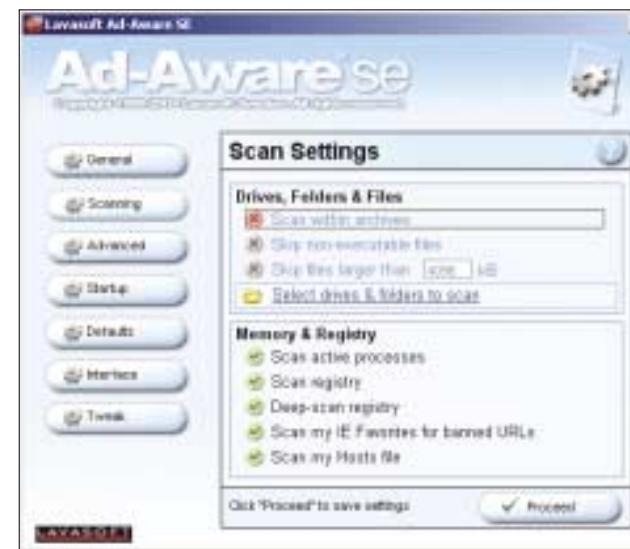 Lavasoft Ad-Aware SE
Ad-Aware se
General
Scanning
Advanced
Startup
Defaults
Interface
Tweak
Scan Settings
Drives, Folders & Files
Scan within archives
Skip non-executable files
Skip files larger than kB
Select drives & folders to scan
Memory & Registry
Scan active processes
Scan registry
Deep-scan registry
Scan my IE Favorites for banned URLs
Scan my Hosts file
Click "Proceed" to save settings
Proceed
LAVASOFT